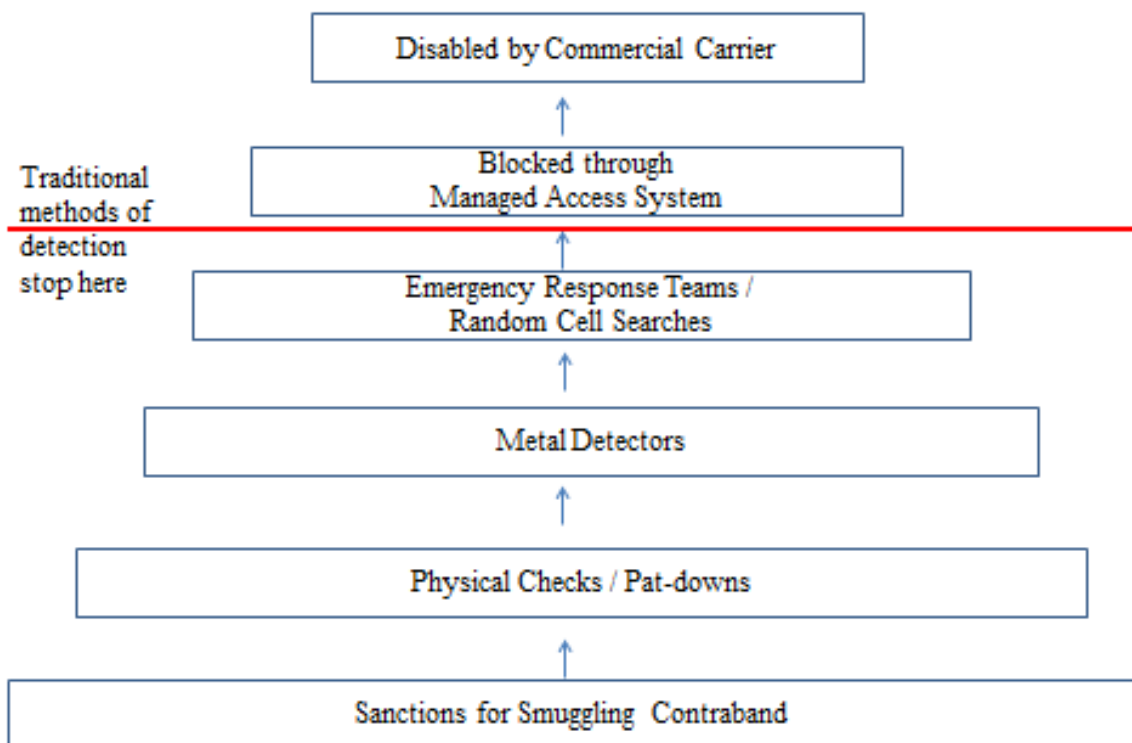 Disabled by Commercial Carrier
Blocked through
Managed Access System
Traditional
methods of
detection
stop here
Emergency Response Teams /
Random Cell Searches
Metal Detectors
Physical Checks / Pat-downs
Sanctions for Smuggling Contraband